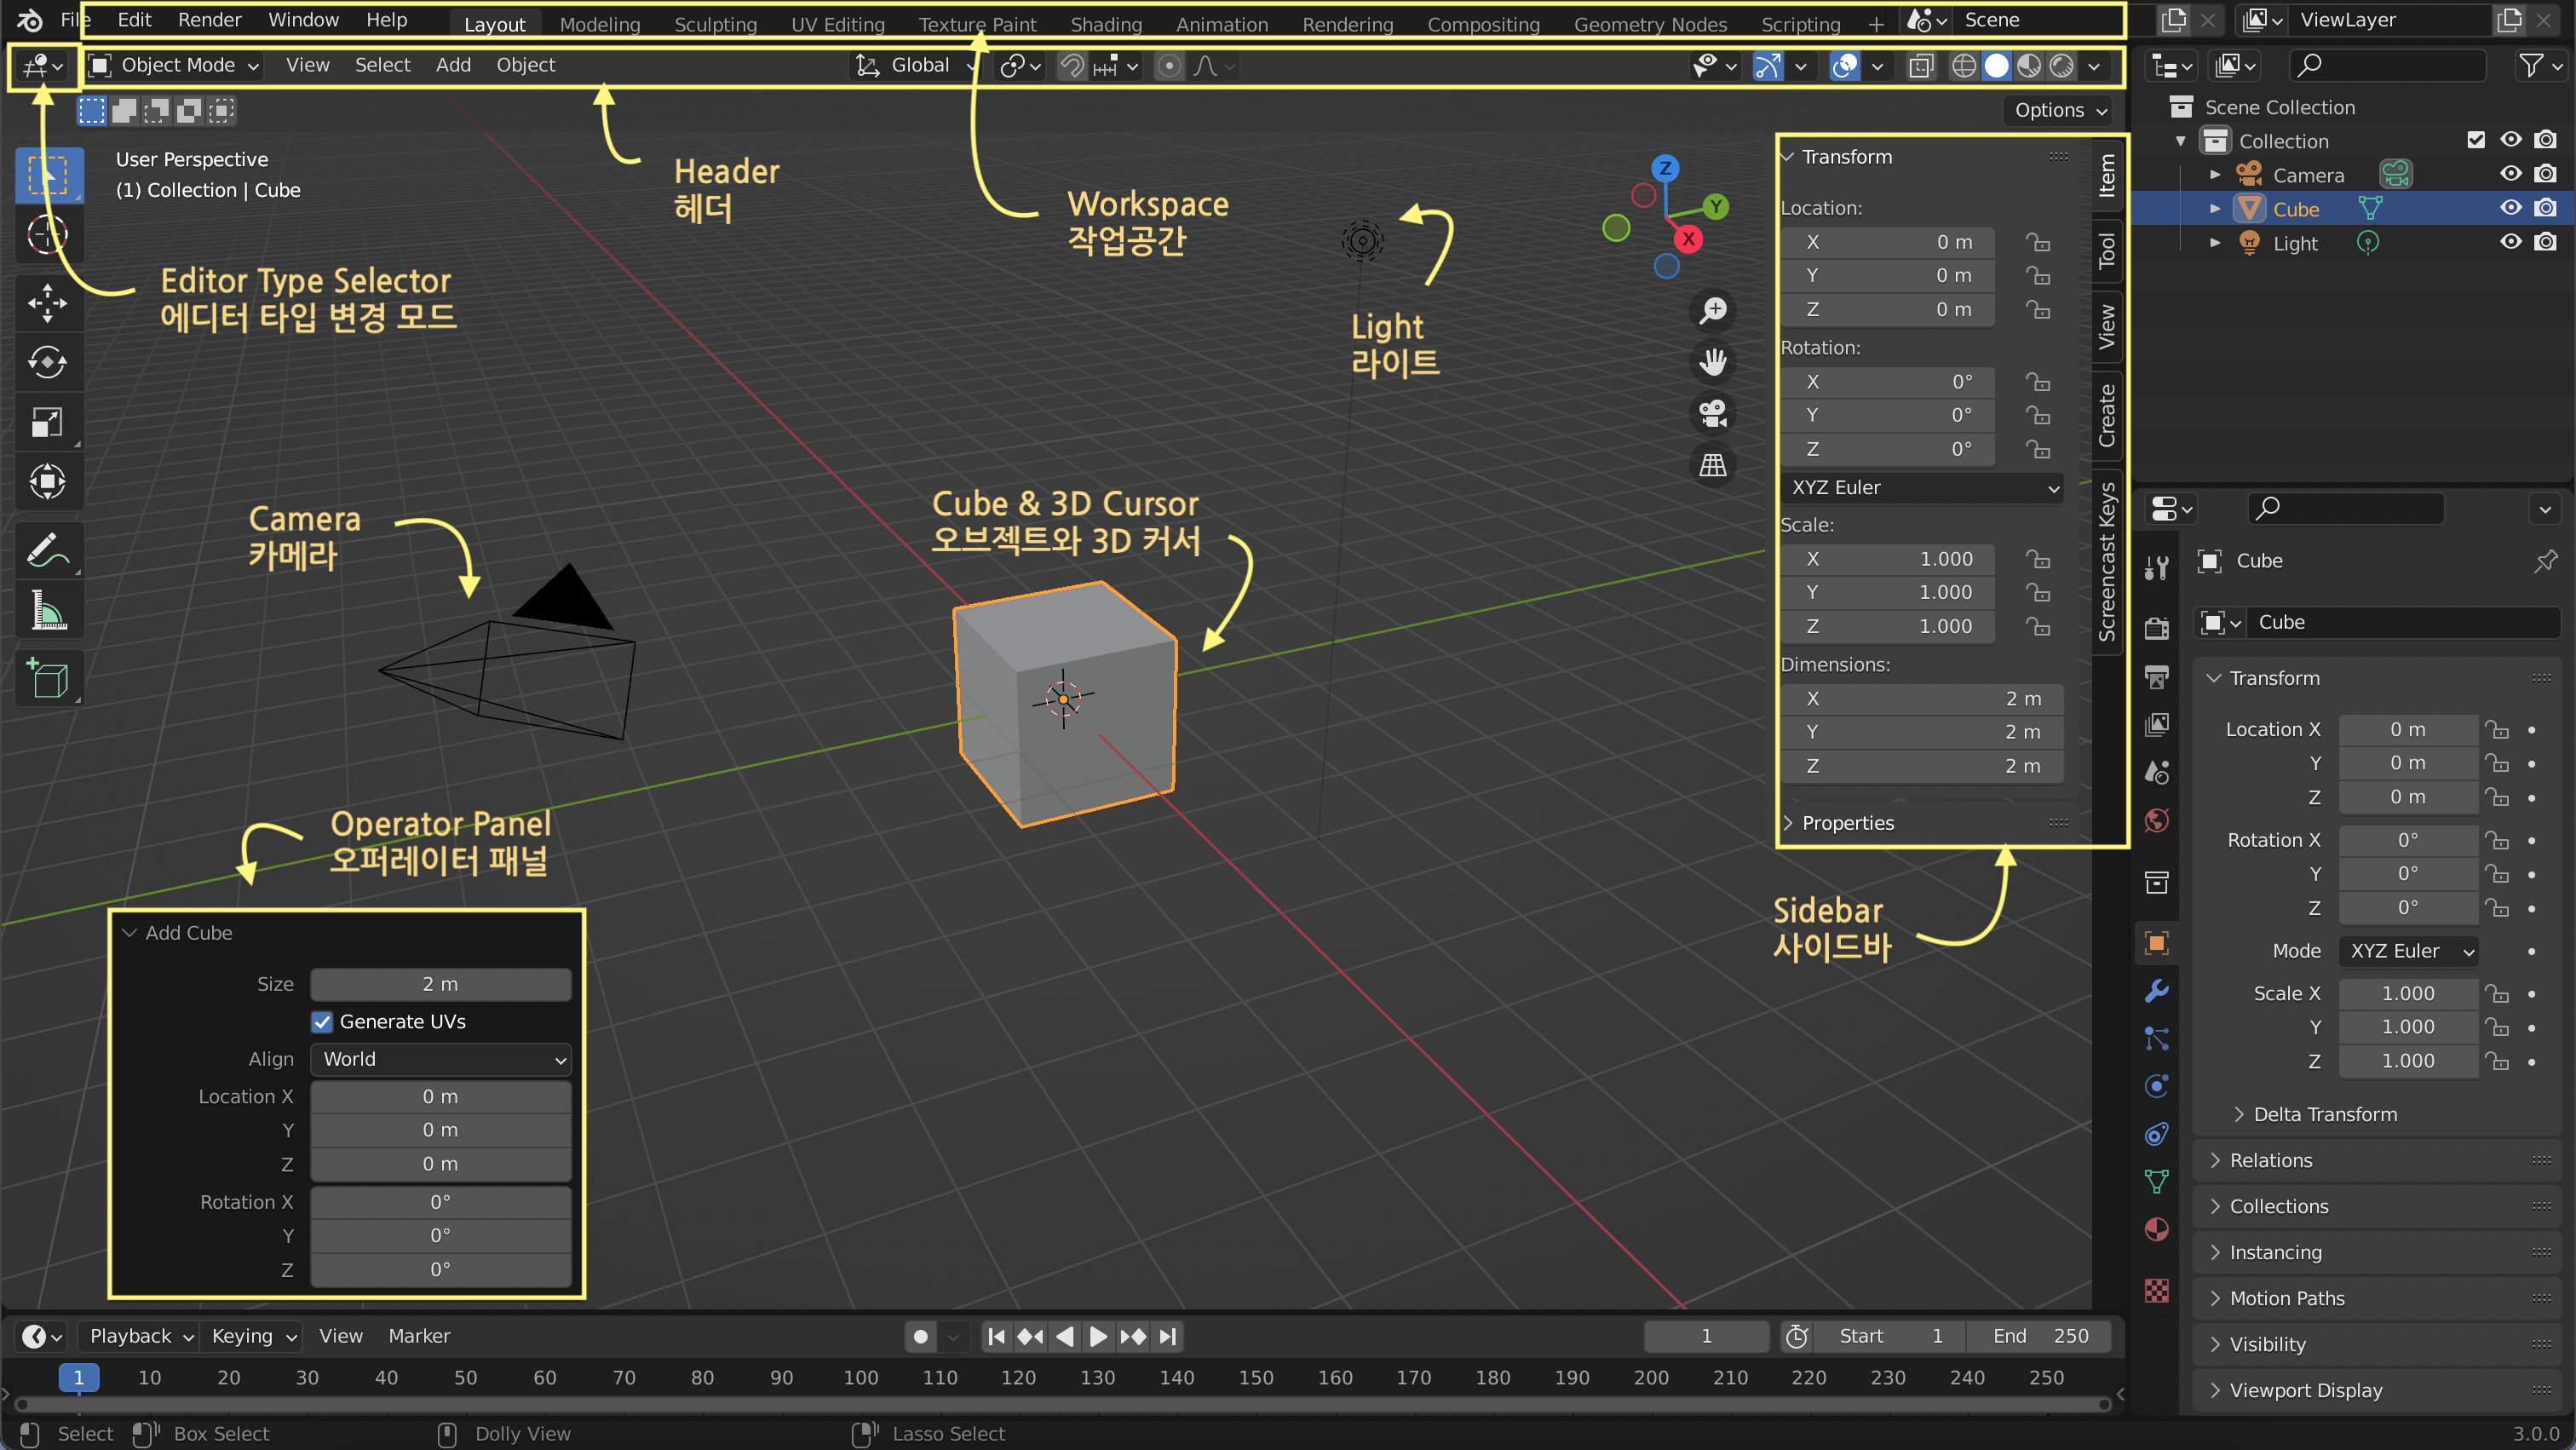 File Edit Render Window Help Layout Modeling Sculpting UV Editing Texture Paint Shading Animation Rendering Compositing Geometry Nodes Scripting + Scene ViewLayer
Object Mode View Select Add Object Global
Options
User Perspective
(1) Collection | Cube
Header
헤더
Workspace
작업공간
Editor Type Selector
에디터 타입 변경 모드
Light
라이트
Camera
카메라
Cube & 3D Cursor
오브젝트와 3D 커서
Operator Panel
오퍼레이터 패널
Sidebar
사이드바
Z
Y
X
Transform
Location:
X 0 m
Y 0 m
Z 0 m
Rotation:
X 0°
Y 0°
Z 0°
XYZ Euler
Scale:
X 1.000
Y 1.000
Z 1.000
Dimensions:
X 2 m
Y 2 m
Z 2 m
Properties
Item
Tool
View
Create
Screencast Keys
Add Cube
Size 2 m
Generate UVs
Align World
Location X 0 m
Y 0 m
Z 0 m
Rotation X 0°
Y 0°
Z 0°
Scene Collection
Collection
Camera
Cube
Light
Cube
Cube
Transform
Location X 0 m
Y 0 m
Z 0 m
Rotation X 0°
Y 0°
Z 0°
Mode XYZ Euler
Scale X 1.000
Y 1.000
Z 1.000
Delta Transform
Relations
Collections
Instancing
Motion Paths
Visibility
Viewport Display
Playback Keying View Marker 1 Start 1 End 250
1 10 20 30 40 50 60 70 80 90 100 110 120 130 140 150 160 170 180 190 200 210 220 230 240 250
Select Box Select Dolly View Lasso Select 3.0.0